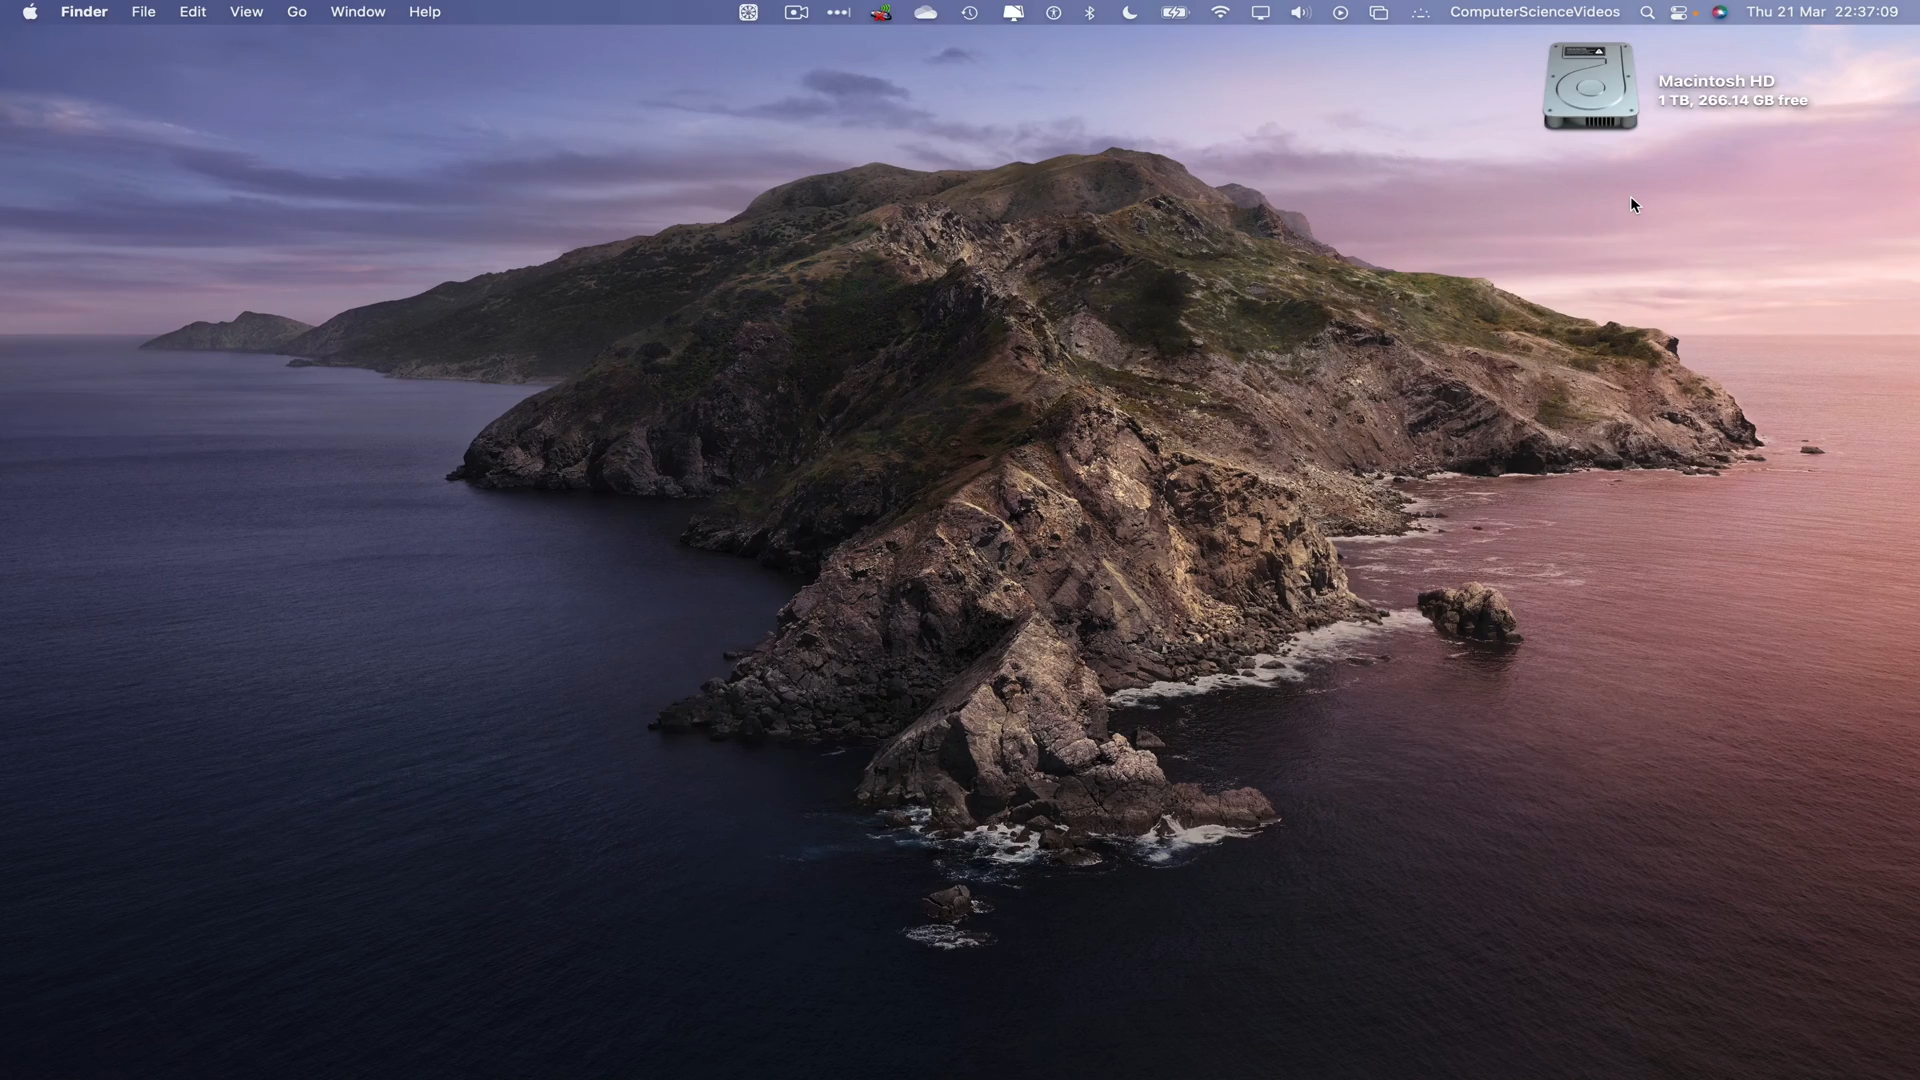 Finder File Edit View Go Window Help ComputerScienceVideos Thu 21 Mar 22:37:09
Macintosh HD
1 TB, 266.14 GB free